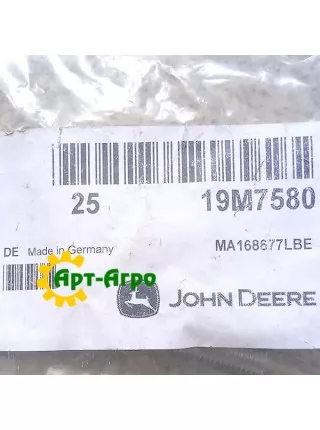 25 19M7580
DE Made in Germany MA168677LBE
Арт-Агро
JOHN DEERE